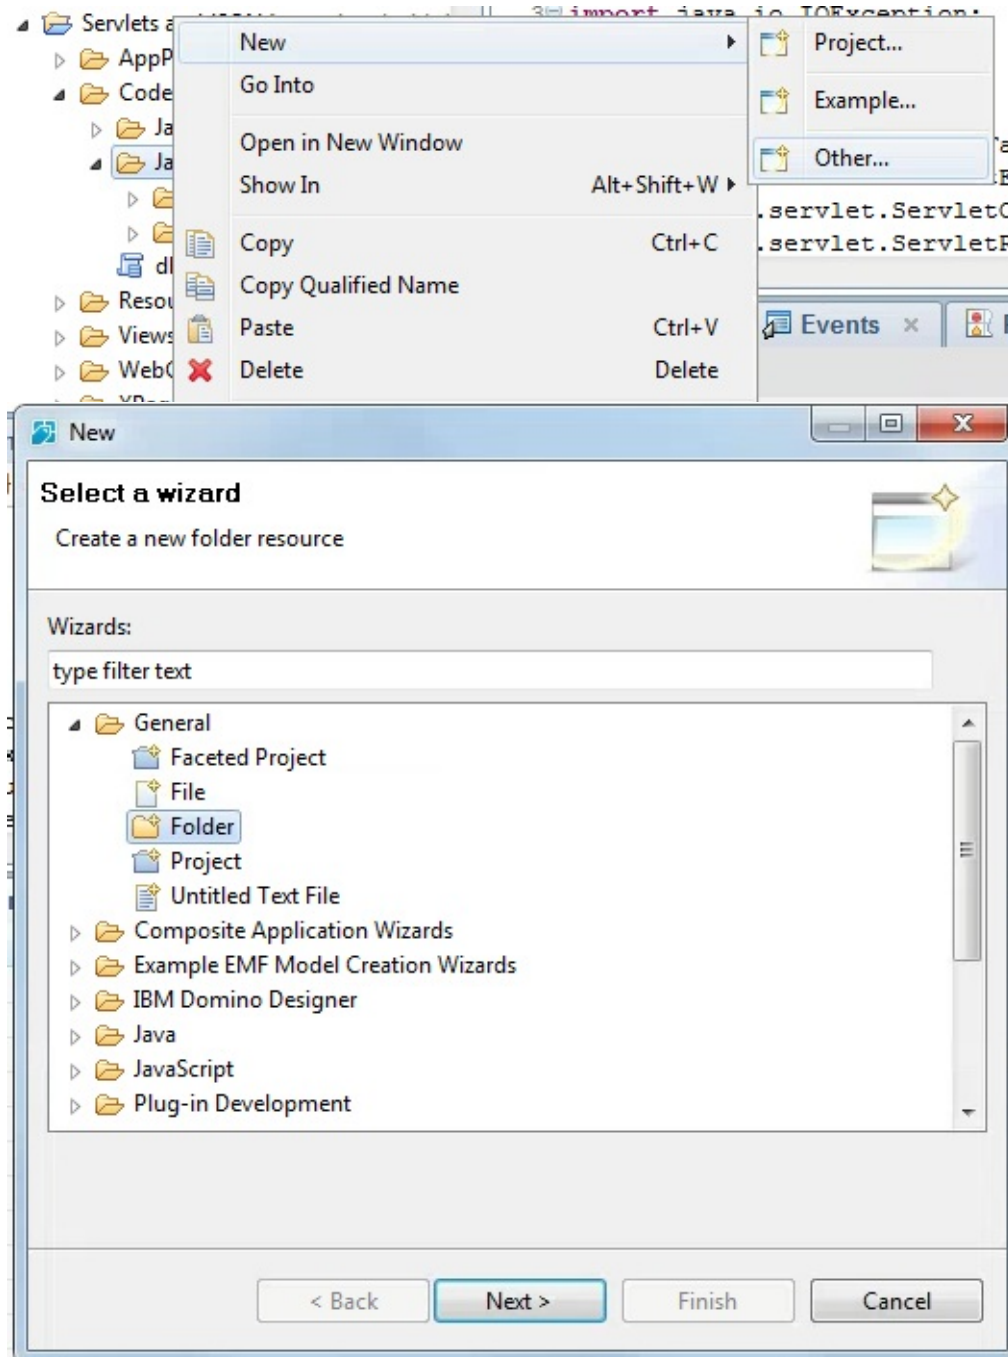 Servlets a
3 import java.io.IOException;
New
Project...
AppP
Go Into
Code
Example...
Ja
Open in New Window
Ja
Other...
Show In Alt+Shift+W
.servlet.Servlet
Copy Ctrl+C
.servlet.Servlet
dl
Copy Qualified Name
Resou
Paste Ctrl+V
Events
Views
Delete Delete
Web
New
Select a wizard
Create a new folder resource
Wizards:
type filter text
General
Faceted Project
File
Folder
Project
Untitled Text File
Composite Application Wizards
Example EMF Model Creation Wizards
IBM Domino Designer
Java
JavaScript
Plug-in Development
< Back Next > Finish Cancel